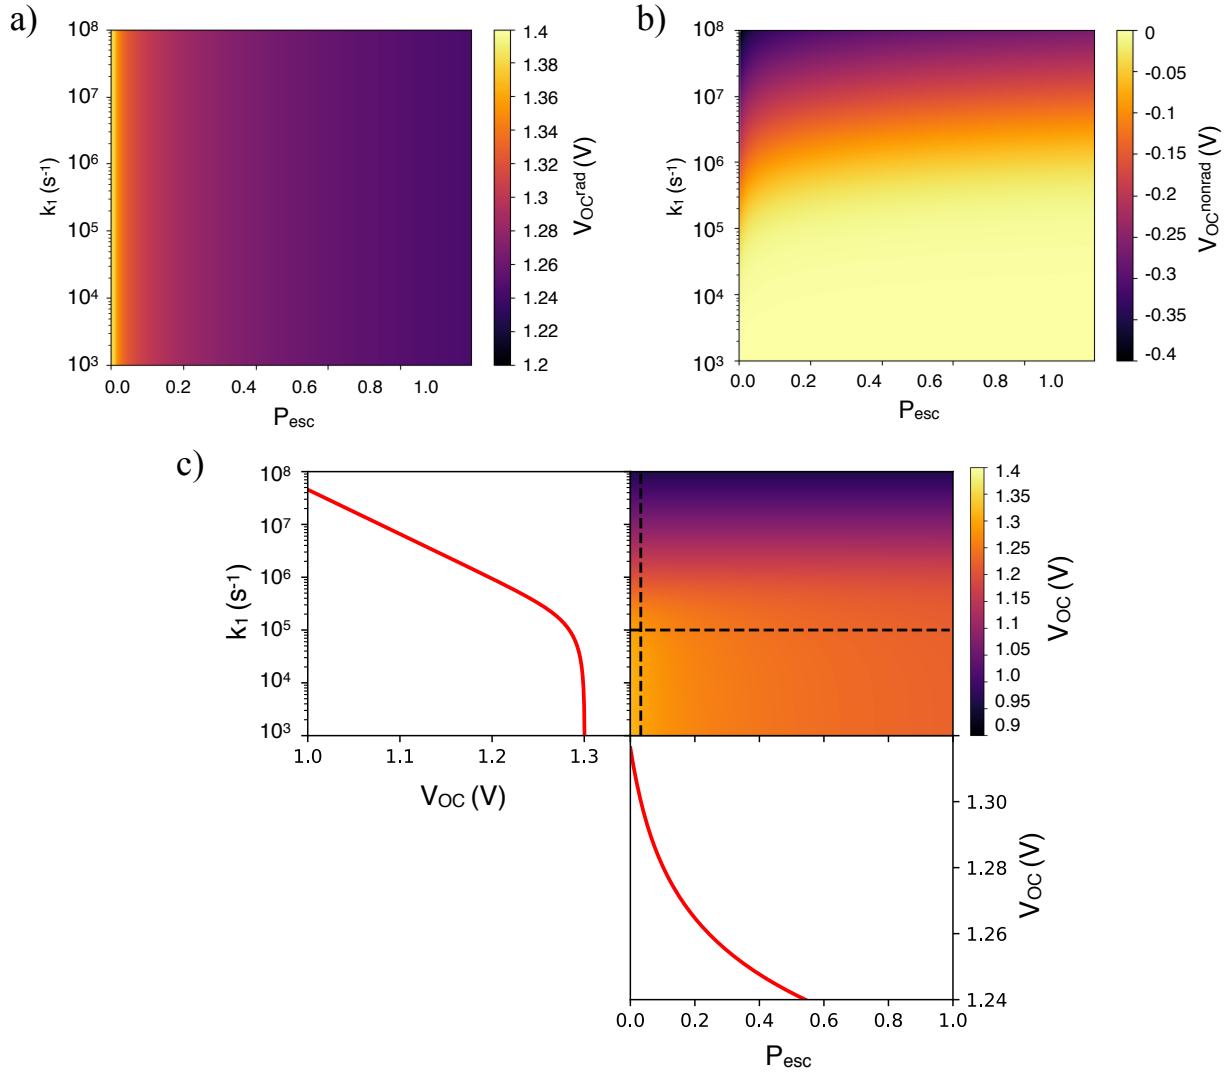 a)
10⁸
10⁷
10⁶
10⁵
10⁴
10³
k₁ (s⁻¹)
0.0 0.2 0.4 0.6 0.8 1.0
Pesc
1.4
1.38
1.36
1.34
1.32
1.3
1.28
1.26
1.24
1.22
1.2
VOCrad (V)
b)
10⁸
10⁷
10⁶
10⁵
10⁴
10³
k₁ (s⁻¹)
0.0 0.2 0.4 0.6 0.8 1.0
Pesc
0
-0.05
-0.1
-0.15
-0.2
-0.25
-0.3
-0.35
-0.4
VOCnonrad (V)
c)
10⁸
10⁷
10⁶
10⁵
10⁴
10³
k₁ (s⁻¹)
1.0 1.1 1.2 1.3
VOC (V)
1.4
1.35
1.3
1.25
1.2
1.15
1.1
1.05
1.0
0.95
0.9
VOC (V)
1.30
1.28
1.26
1.24
VOC (V)
0.0 0.2 0.4 0.6 0.8 1.0
Pesc